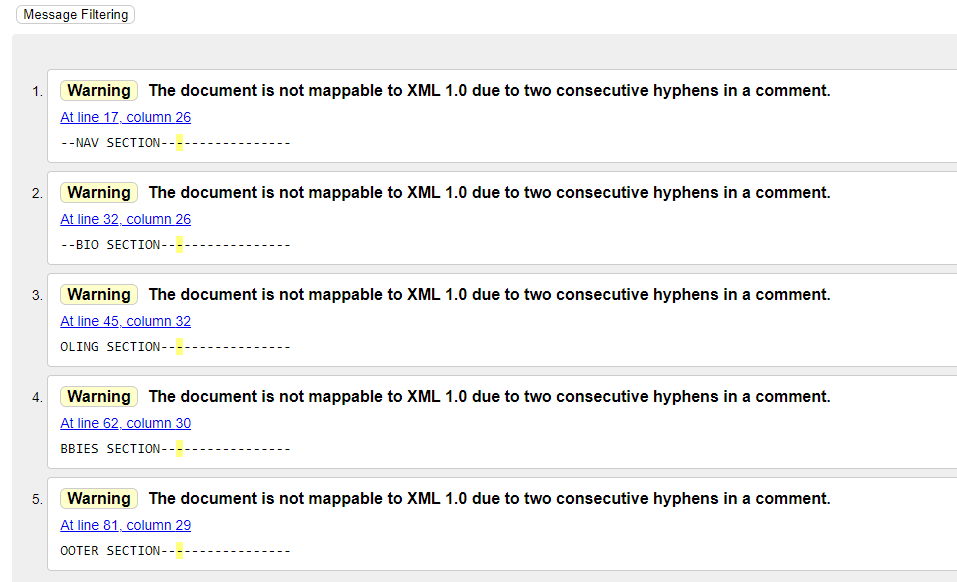 Message Filtering
1. Warning The document is not mappable to XML 1.0 due to two consecutive hyphens in a comment.
At line 17, column 26
--NAV SECTION-----------------
2. Warning The document is not mappable to XML 1.0 due to two consecutive hyphens in a comment.
At line 32, column 26
--BIO SECTION-----------------
3. Warning The document is not mappable to XML 1.0 due to two consecutive hyphens in a comment.
At line 45, column 32
OLING SECTION-----------------
4. Warning The document is not mappable to XML 1.0 due to two consecutive hyphens in a comment.
At line 62, column 30
BBIES SECTION-----------------
5. Warning The document is not mappable to XML 1.0 due to two consecutive hyphens in a comment.
At line 81, column 29
OOTER SECTION-----------------